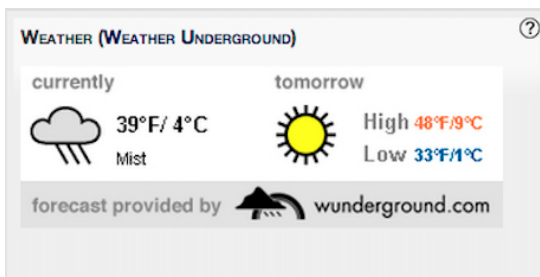 WEATHER (WEATHER UNDERGROUND)
?
currently
39°F/ 4°C
Mist
tomorrow
High 48°F/9°C
Low 33°F/1°C
forecast provided by wunderground.com